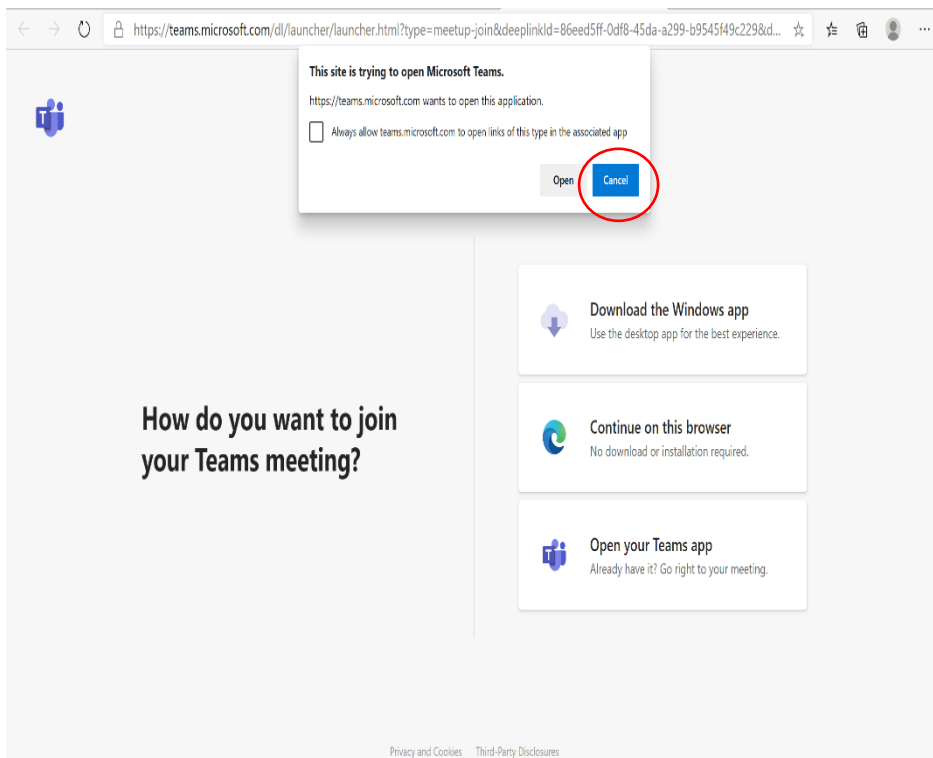 https://teams.microsoft.com/dl/launcher/launcher.html?type=meetup-join&deeplinkId=86eed5ff-0df8-45da-a299-b9545f49c229&d...
This site is trying to open Microsoft Teams.
https://teams.microsoft.com wants to open this application.
Always allow teams.microsoft.com to open links of this type in the associated app
Open
Cancel
Download the Windows app
Use the desktop app for the best experience.
How do you want to join
your Teams meeting?
Continue on this browser
No download or installation required.
Open your Teams app
Already have it? Go right to your meeting.
Privacy and Cookies
Third-Party Disclosures